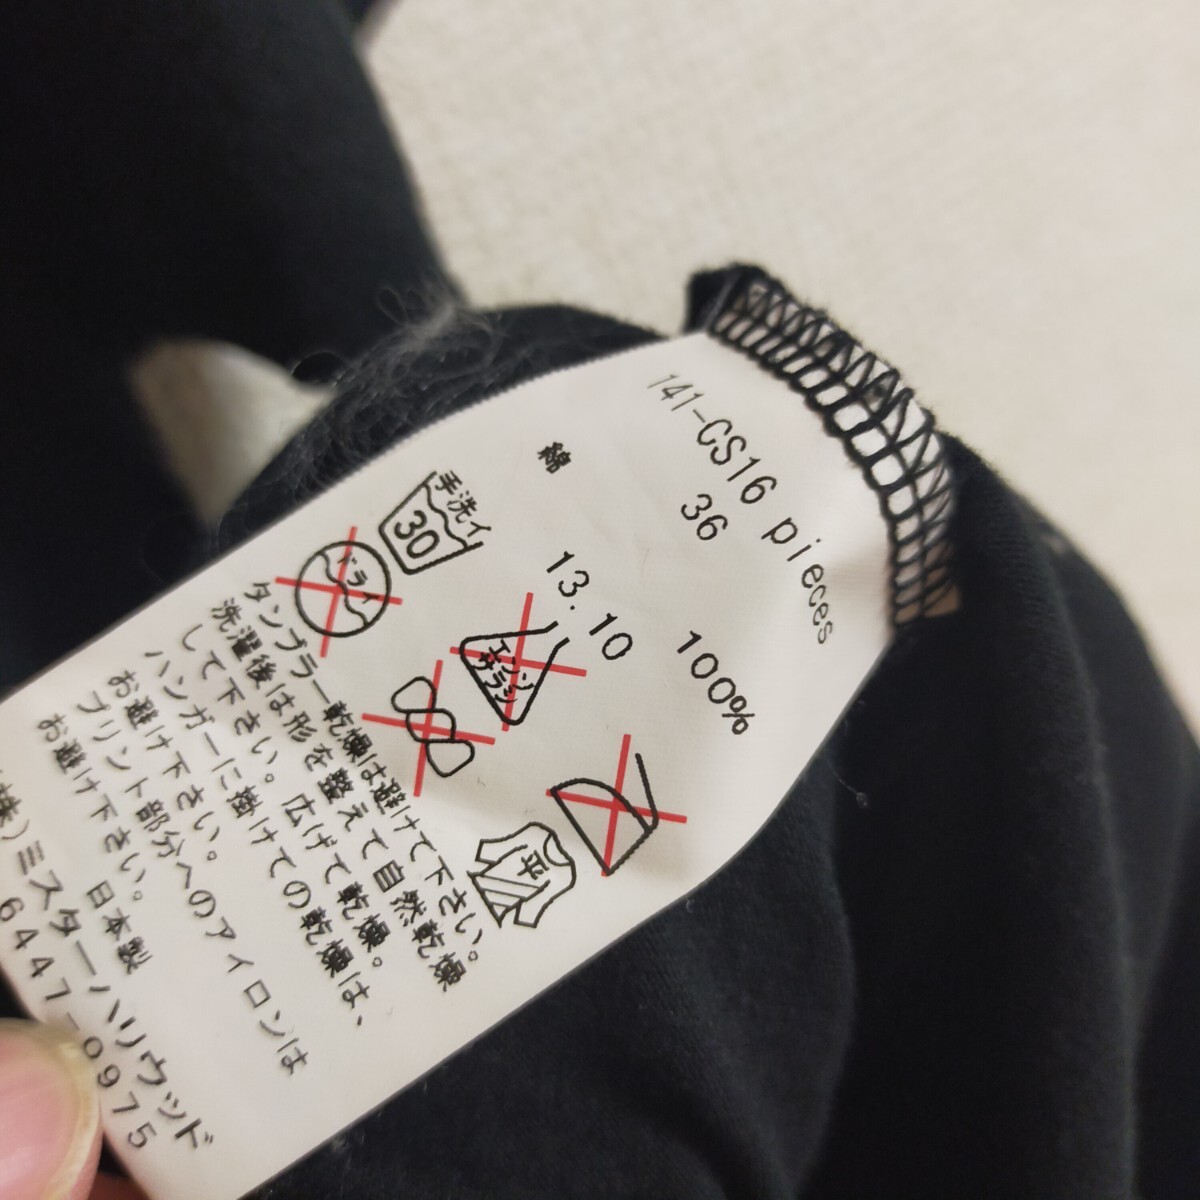 141-CS16 pieces
36
綿 100%
13.10
手洗イ
30
ドライ
エンソ
サラシ
平
タンブラー乾燥は避けて下さい。
洗濯後は形を整えて自然乾燥
して下さい。広げて乾燥。
ハンガーに掛けての乾燥は、
お避け下さい。
プリント部分へのアイロンは
お避け下さい。 日本製
株)ミスターハリウッド
6447-0975